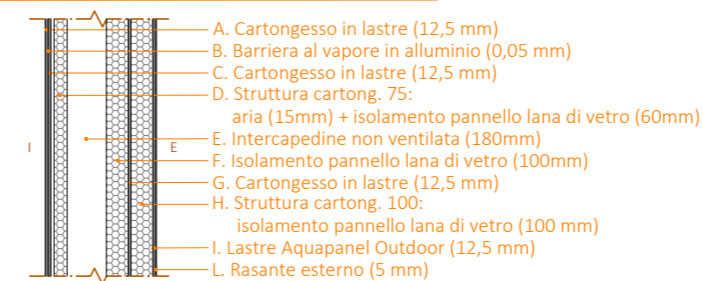 A. Cartongesso in lastre (12,5 mm)
B. Barriera al vapore in alluminio (0,05 mm)
C. Cartongesso in lastre (12,5 mm)
D. Struttura cartong. 75:
aria (15mm) + isolamento pannello lana di vetro (60mm)
E. Intercapedine non ventilata (180mm)
I
E
F. Isolamento pannello lana di vetro (100mm)
G. Cartongesso in lastre (12,5 mm)
H. Struttura cartong. 100:
isolamento pannello lana di vetro (100 mm)
I. Lastre Aquapanel Outdoor (12,5 mm)
L. Rasante esterno (5 mm)